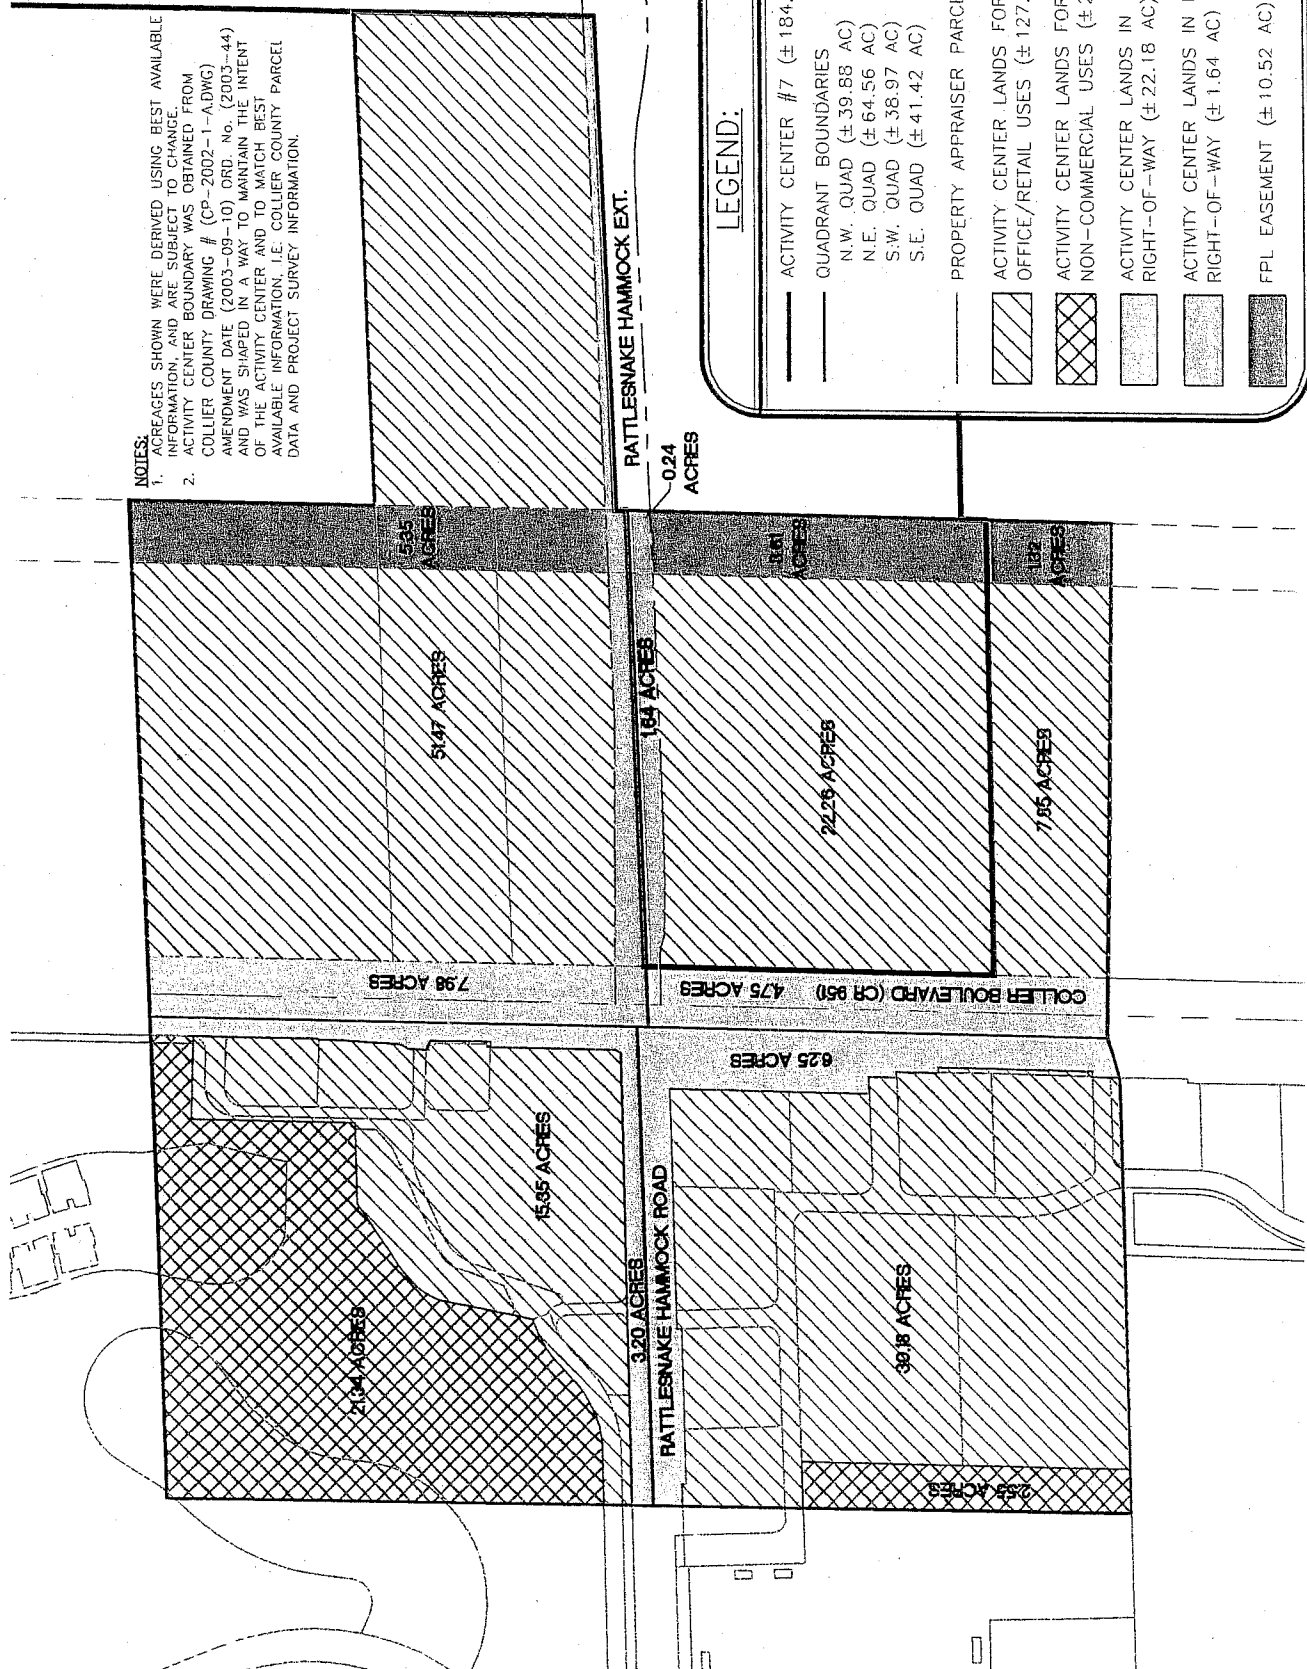 NOTES:
1. ACREAGES SHOWN WERE DERIVED USING BEST AVAILABLE
INFORMATION, AND ARE SUBJECT TO CHANGE.
2. ACTIVITY CENTER BOUNDARY WAS OBTAINED FROM
COLLIER COUNTY DRAWING # (CP-2002-1-A.DWG)
AMENDMENT DATE (2003-09-10) ORD. No. (2003-44)
AND WAS SHAPED IN A WAY TO MAINTAIN THE INTENT
OF THE ACTIVITY CENTER AND TO MATCH BEST
AVAILABLE INFORMATION, I.E. COLLIER COUNTY PARCEL
DATA AND PROJECT SURVEY INFORMATION.
RATTLESNAKE HAMMOCK EXT.
0.24
ACRES
5.35
ACRES
ACRES
1.32
ACRES
51.47 ACRES
1.64 ACRES
22.26 ACRES
7.65 ACRES
7.98 ACRES
4.75 ACRES
COLLIER BOULEVARD (CR 951)
6.25 ACRES
15.35 ACRES
21.34 ACRES
3.20 ACRES
RATTLESNAKE HAMMOCK ROAD
30.18 ACRES
ACRES
LEGEND:
ACTIVITY CENTER #7 (± 184.
QUADRANT BOUNDARIES
N.W. QUAD (± 39.88 AC)
N.E. QUAD (± 64.56 AC)
S.W. QUAD (± 38.97 AC)
S.E. QUAD (± 41.42 AC)
PROPERTY APPRAISER PARCE
ACTIVITY CENTER LANDS FOR
OFFICE/RETAIL USES (± 127.
ACTIVITY CENTER LANDS FOR
NON-COMMERCIAL USES (± 2
ACTIVITY CENTER LANDS IN
RIGHT-OF-WAY (± 22.18 AC)
ACTIVITY CENTER LANDS IN
RIGHT-OF-WAY (± 1.64 AC)
FPL EASEMENT (± 10.52 AC)